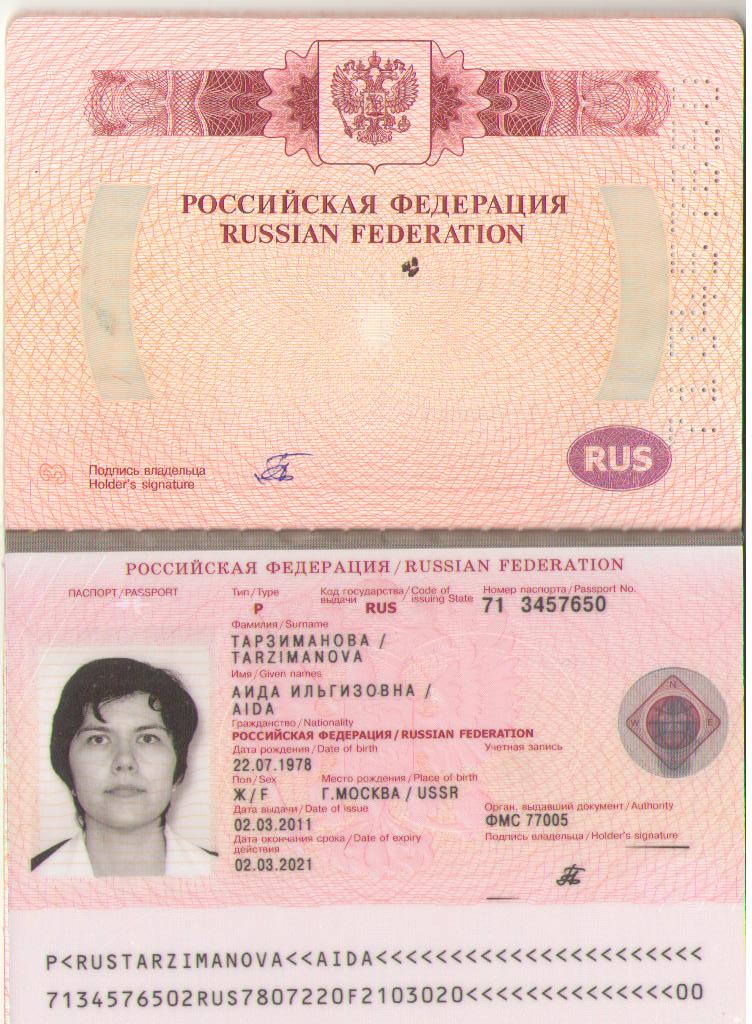 РОССИЙСКАЯ ФЕДЕРАЦИЯ
RUSSIAN FEDERATION
Подпись владельца
Holder's signature
RUS
РОССИЙСКАЯ ФЕДЕРАЦИЯ / RUSSIAN FEDERATION
ПАСПОРТ / PASSPORT
Тип / Type
Код государства / Code of
выдачи issuing State
Номер паспорта / Passport No.
P
RUS
71 3457650
Фамилия / Surname
ТАРЗИМАНОВА /
TARZIMANOVA
Имя / Given names
АИДА ИЛЬГИЗОВНА /
AIDA
Гражданство / Nationality
РОССИЙСКАЯ ФЕДЕРАЦИЯ / RUSSIAN FEDERATION
Дата рождения / Date of birth
Учетная запись
22.07.1978
Пол / Sex
Место рождения / Place of birth
Ж / F
Г.МОСКВА / USSR
Дата выдачи / Date of issue
Орган, выдавший документ / Authority
02.03.2011
ФМС 77005
Дата окончания срока / Date of expiry
действия
Подпись владельца / Holder's signature
02.03.2021
N
W
E
P<RUSTARZIMANOVA<<AIDA<<<<<<<<<<<<<<<<<<<<<<
7134576502RUS7807220F2103020<<<<<<<<<<<<<<00